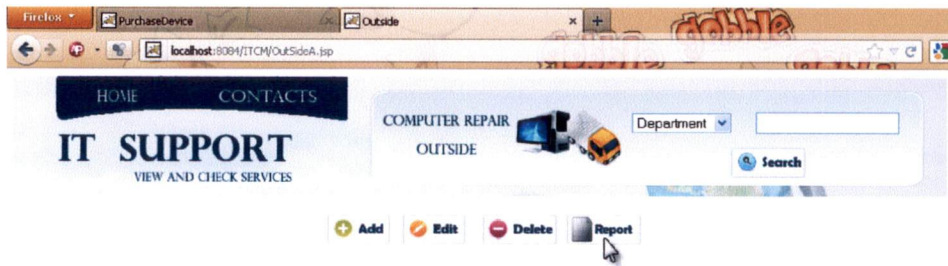 Firefox
PurchaseDevice
Outside
localhost:8084/ITCM/OutSideA.jsp
gobble
HOME CONTACTS
IT SUPPORT
VIEW AND CHECK SERVICES
COMPUTER REPAIR
OUTSIDE
Department
Search
Add Edit Delete Report